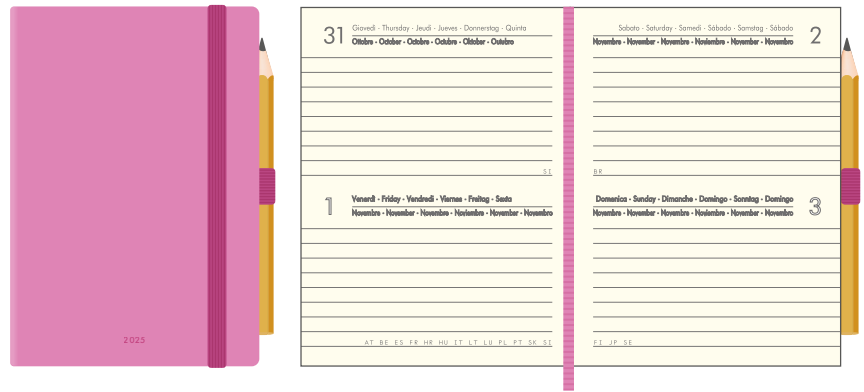 2025
31 Giovedì · Thursday · Jeudi · Jueves · Donnerstag · Quinta
Ottobre · October · Octobre · Octubre · Oktober · Outubro
SI
1 Venerdì · Friday · Vendredi · Viernes · Freitag · Sexta
Novembre · November · Novembre · Noviembre · November · Novembro
AT BE ES FR HR HU IT LT LU PL PT SK SI
Sabato · Saturday · Samedi · Sábado · Samstag · Sábado 2
Novembre · November · Novembre · Noviembre · November · Novembro
BR
Domenica · Sunday · Dimanche · Domingo · Sonntag · Domingo 3
Novembre · November · Novembre · Noviembre · November · Novembro
FI JP SE